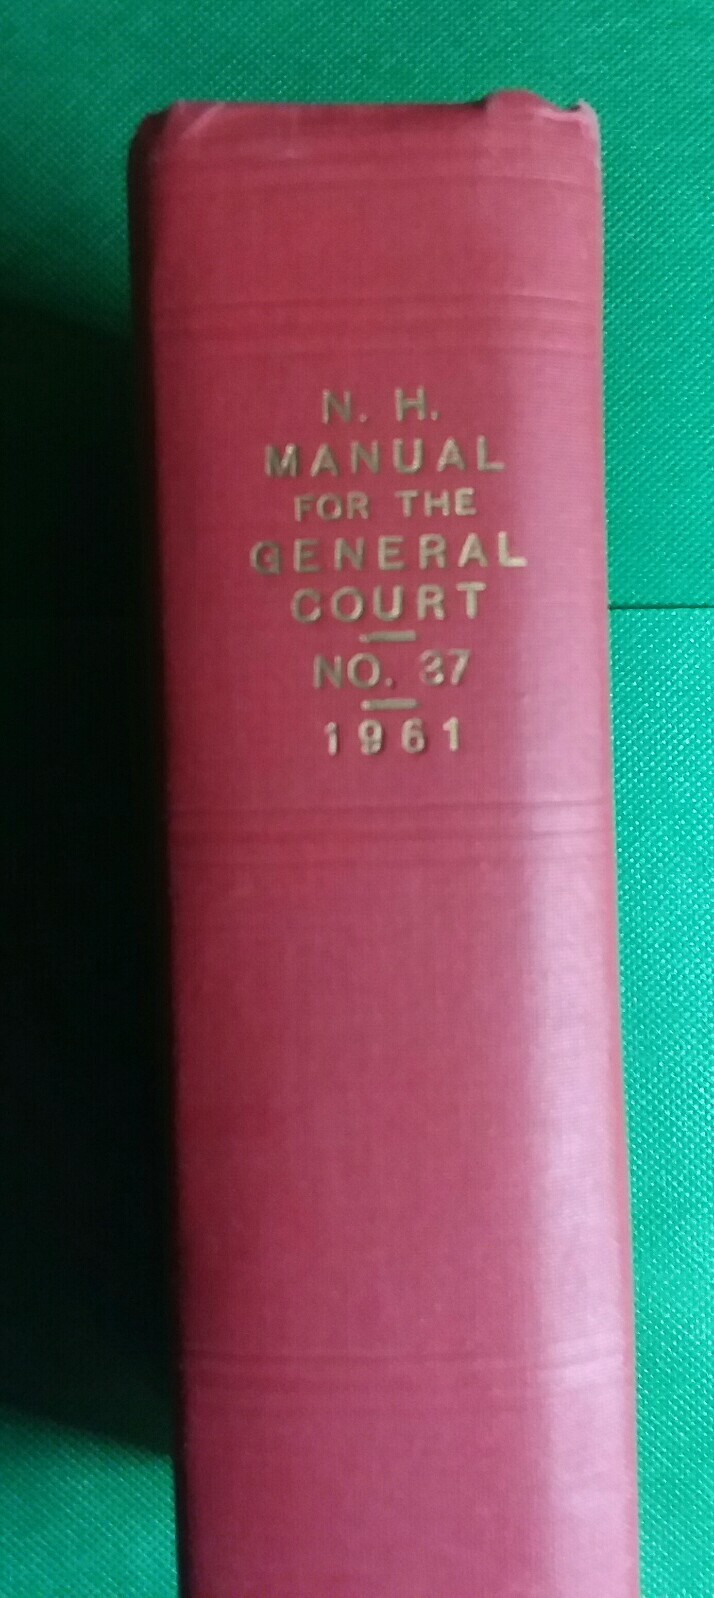 N. H.
MANUAL
FOR THE
GENERAL
COURT
NO. 37
1961